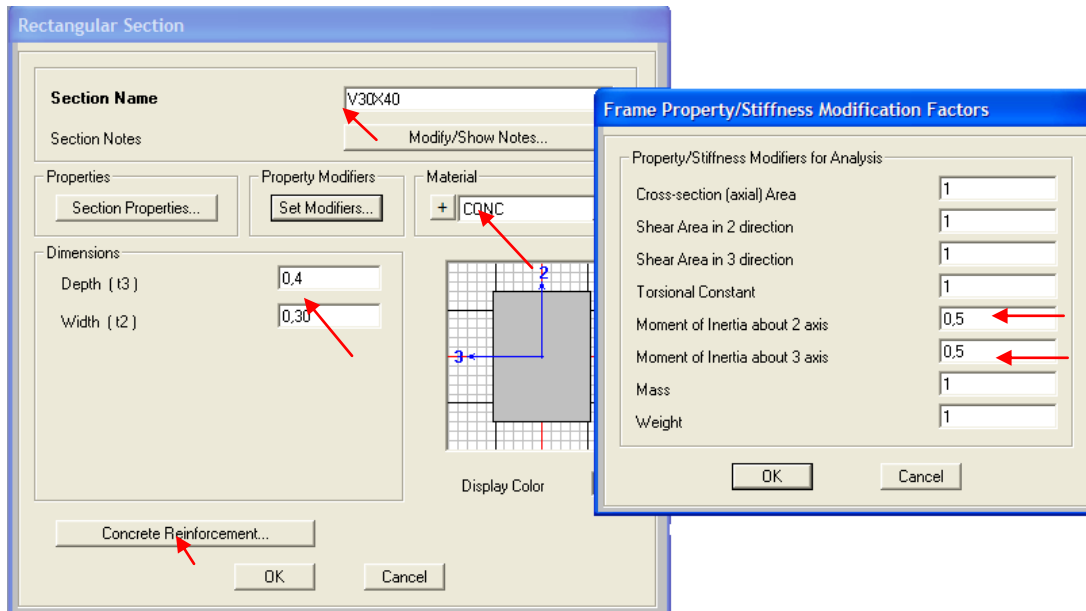 Rectangular Section
Section Name
V30X40
Section Notes
Modify/Show Notes...
Properties
Section Properties...
Property Modifiers
Set Modifiers...
Material
+
CONC
Dimensions
Depth ( t3 )
0,4
Width ( t2 )
0,30
2
3
Display Color
Concrete Reinforcement...
OK
Cancel
Frame Property/Stiffness Modification Factors
Property/Stiffness Modifiers for Analysis
Cross-section (axial) Area
1
Shear Area in 2 direction
1
Shear Area in 3 direction
1
Torsional Constant
1
Moment of Inertia about 2 axis
0,5
Moment of Inertia about 3 axis
0,5
Mass
1
Weight
1
OK
Cancel